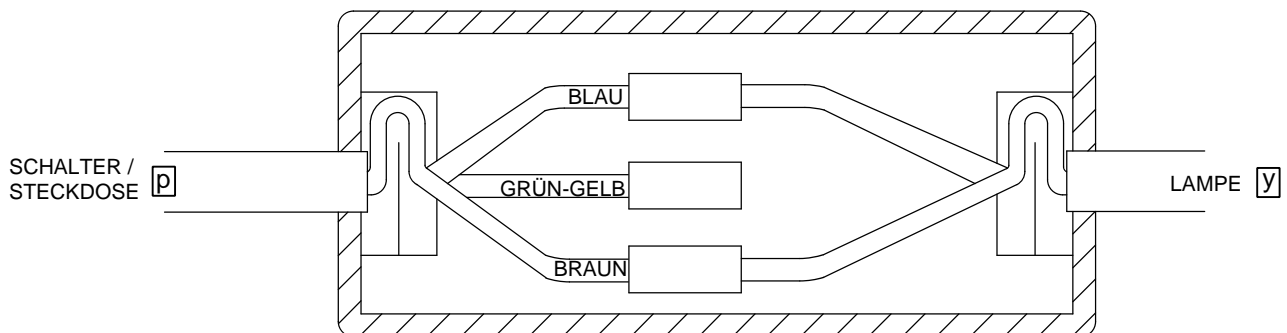 BLAU
SCHALTER /
STECKDOSE p
GRÜN-GELB
LAMPE y
BRAUN